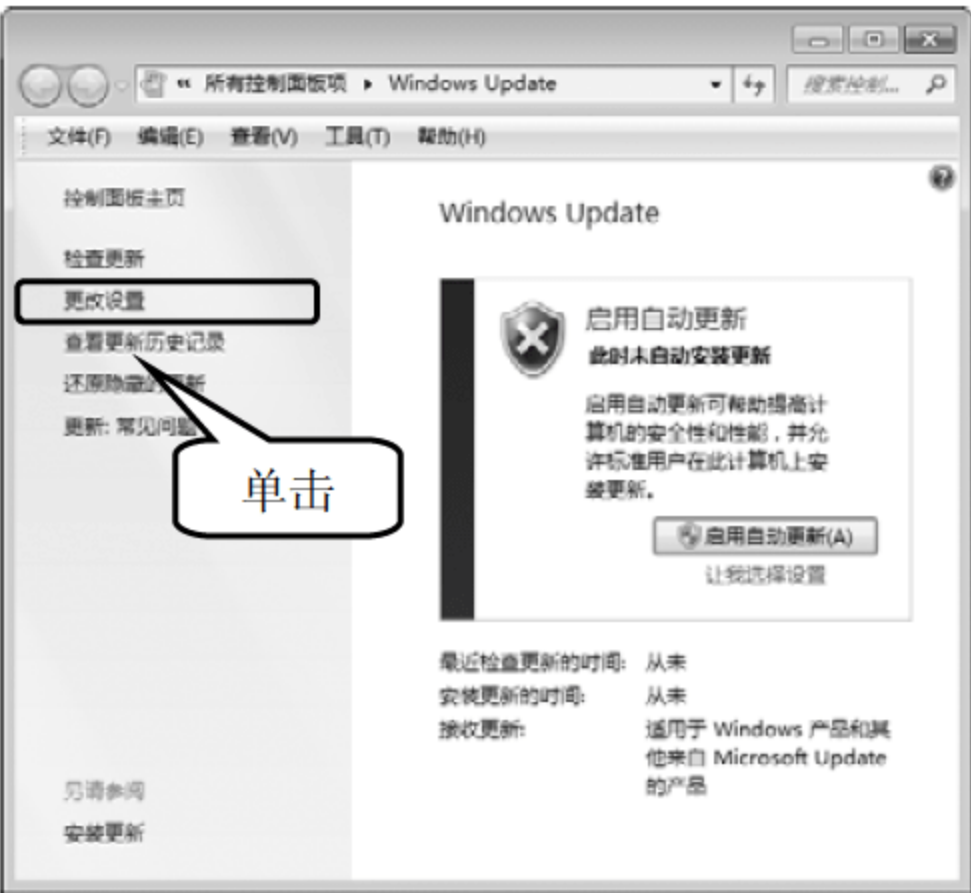 « 所有控制面板项 ▸ Windows Update 搜索控制...
文件(F) 编辑(E) 查看(V) 工具(T) 帮助(H)
控制面板主页
检查更新
更改设置
查看更新历史记录
还原隐藏的更新
更新: 常见问题
单击
另请参阅
安装更新
Windows Update
启用自动更新
此时未自动安装更新
启用自动更新可帮助提高计
算机的安全性和性能，并允
许标准用户在此计算机上安
装更新。
启用自动更新(A)
让我选择设置
最近检查更新的时间: 从未
安装更新的时间: 从未
接收更新: 适用于 Windows 产品和其
他来自 Microsoft Update
的产品